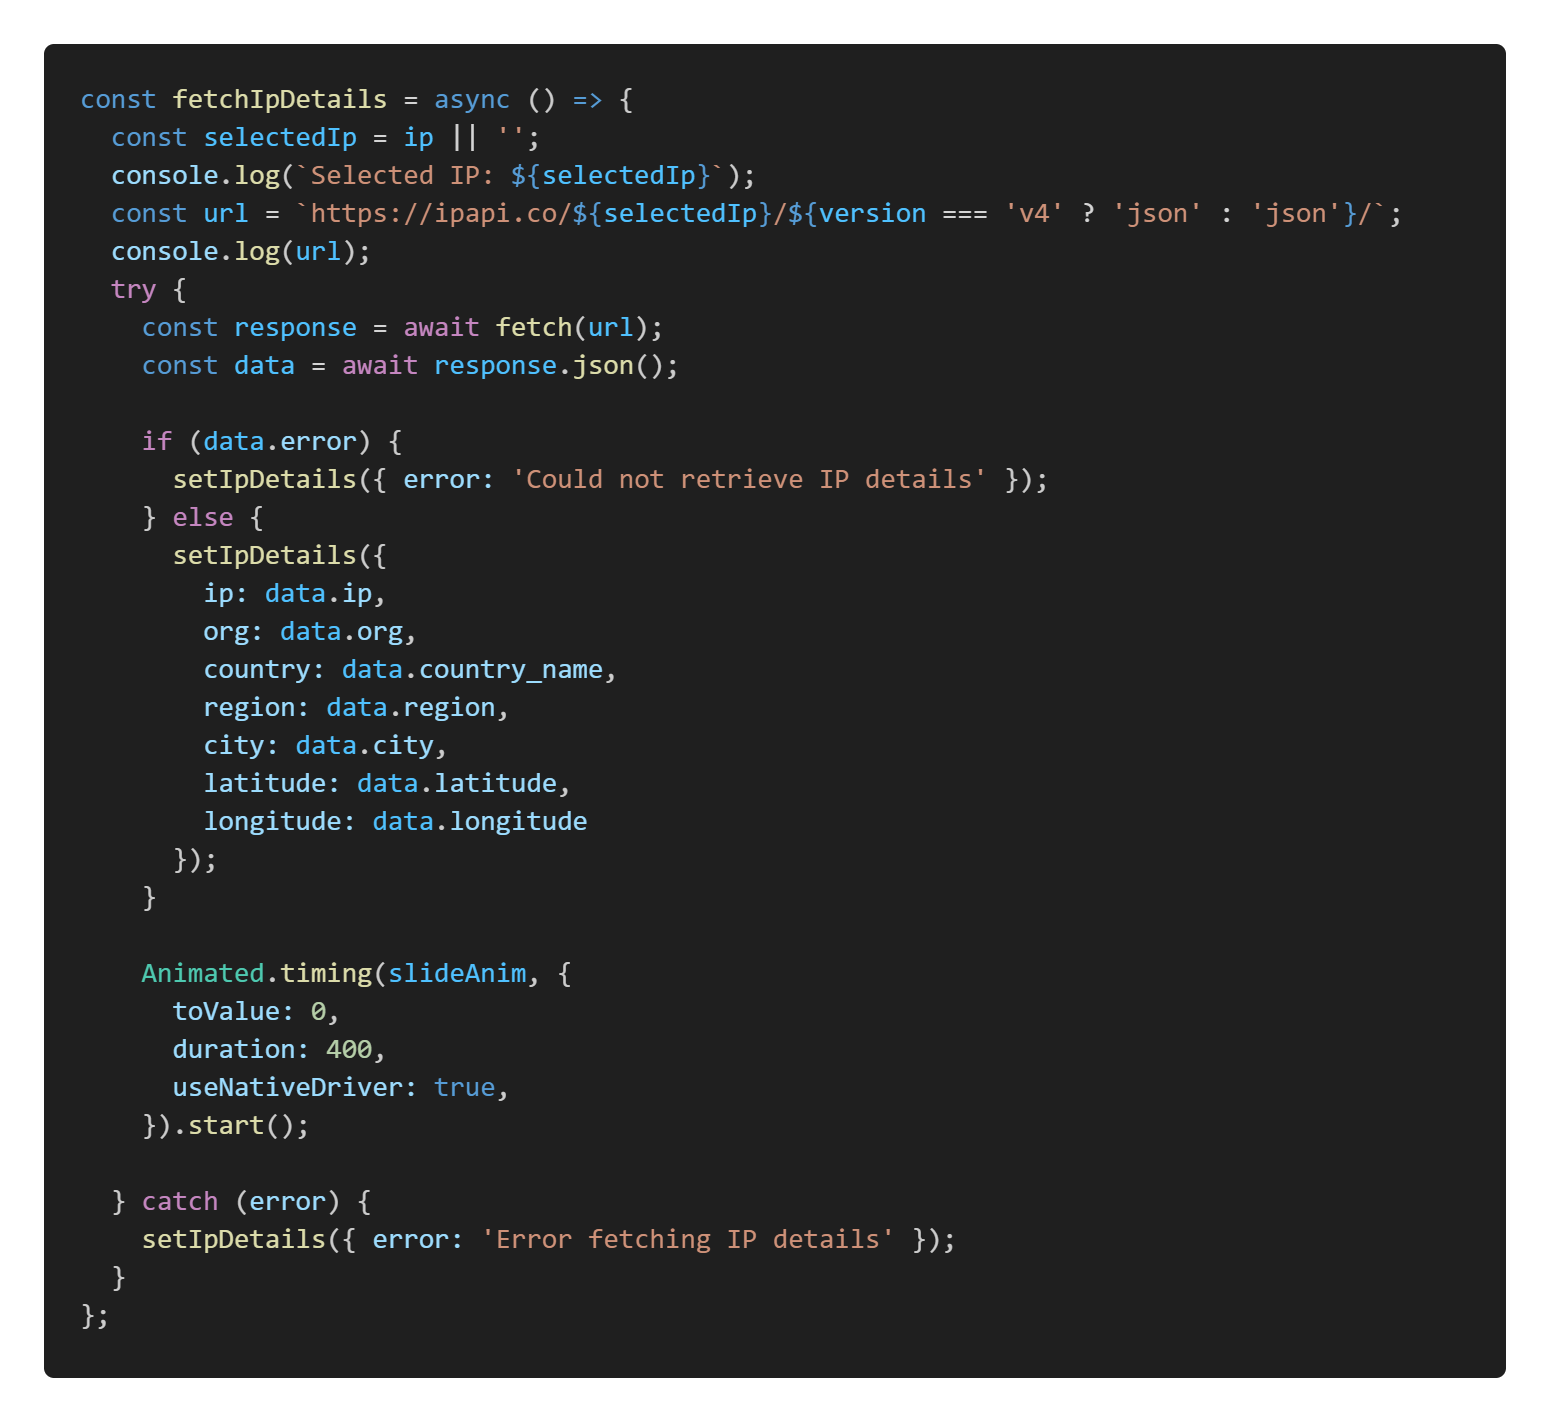 const fetchIpDetails = async () => {
  const selectedIp = ip || '';
  console.log(`Selected IP: ${selectedIp}`);
  const url = `https://ipapi.co/${selectedIp}/${version === 'v4' ? 'json' : 'json'}/`;
  console.log(url);
  try {
    const response = await fetch(url);
    const data = await response.json();

    if (data.error) {
      setIpDetails({ error: 'Could not retrieve IP details' });
    } else {
      setIpDetails({
        ip: data.ip,
        org: data.org,
        country: data.country_name,
        region: data.region,
        city: data.city,
        latitude: data.latitude,
        longitude: data.longitude
      });
    }

    Animated.timing(slideAnim, {
      toValue: 0,
      duration: 400,
      useNativeDriver: true,
    }).start();

  } catch (error) {
    setIpDetails({ error: 'Error fetching IP details' });
  }
};